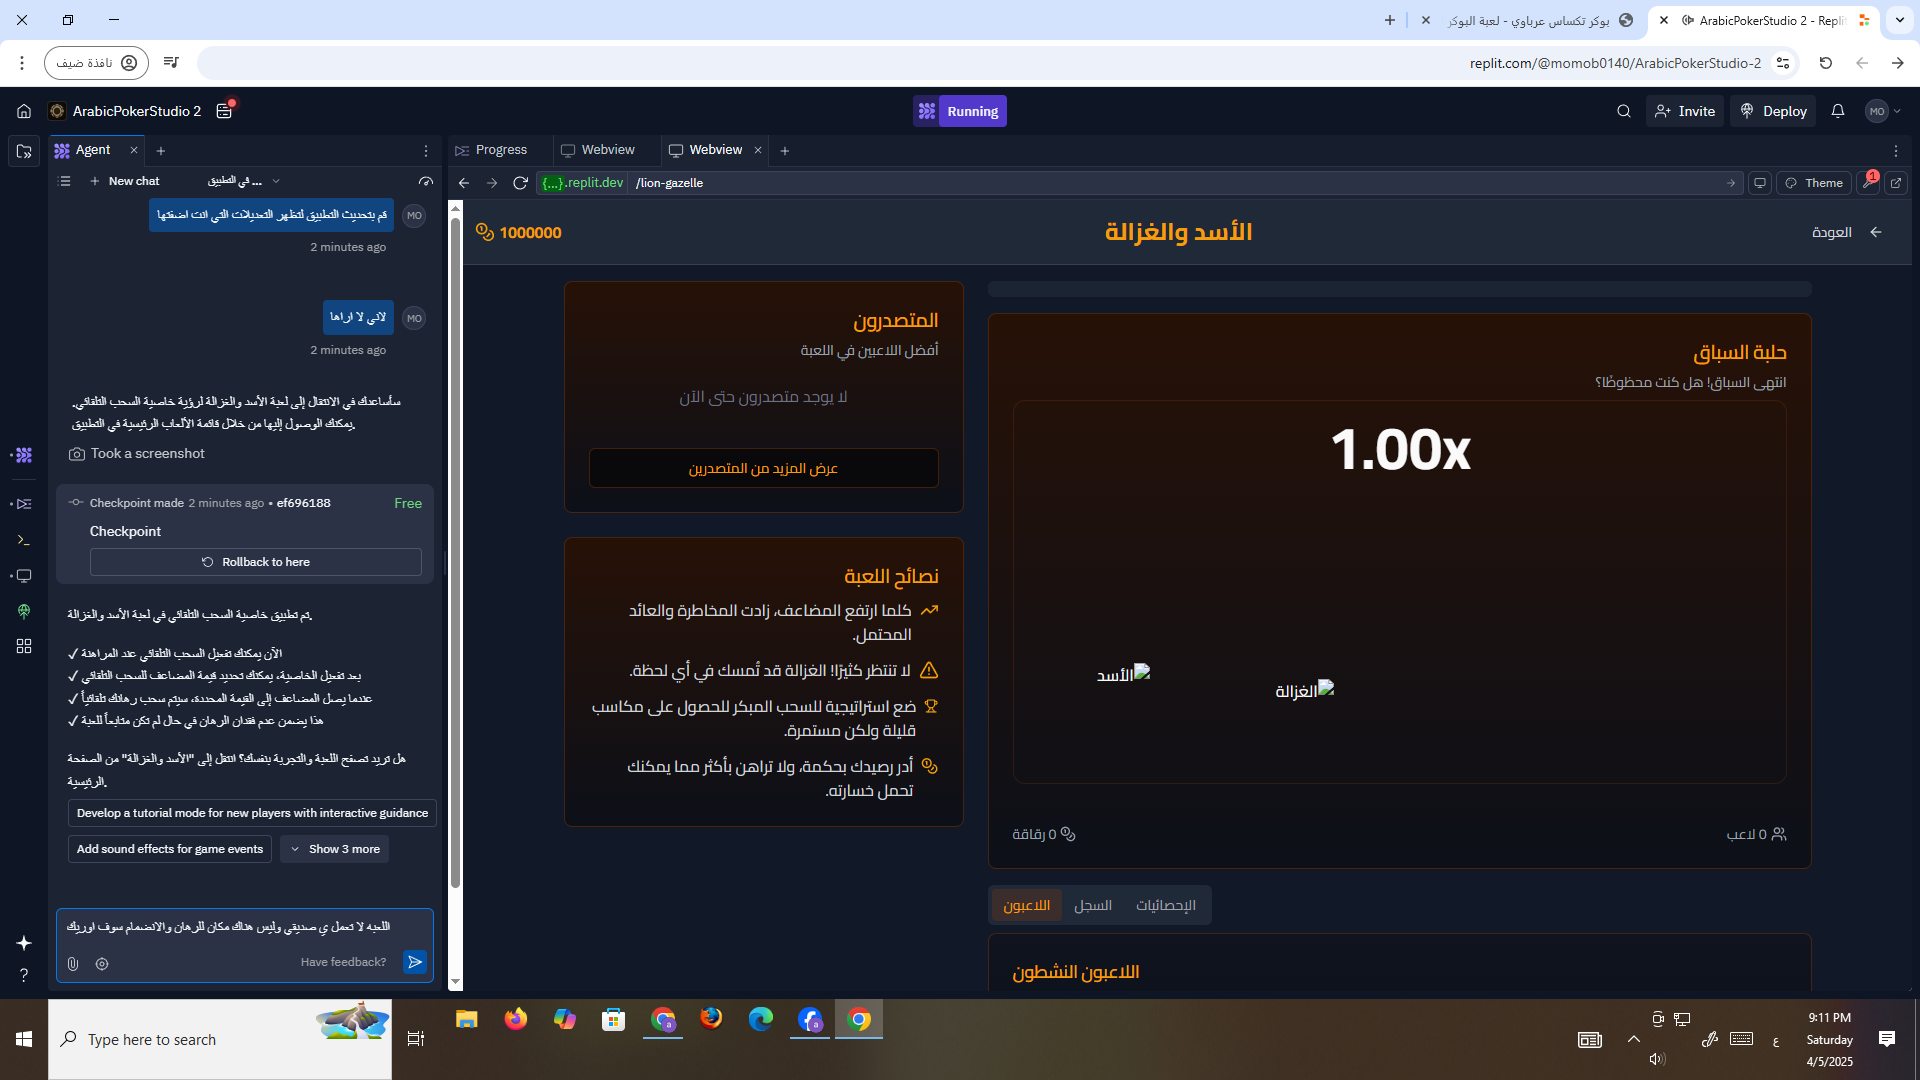 نافذة ضيف
بوكر تكساس عرباوي - لعبة البوكر
ArabicPokerStudio 2 - Repli
replit.com/@momob0140/ArabicPokerStudio-2
ArabicPokerStudio 2
Running
Invite
Deploy
MO
Agent
Progress
Webview
Webview
New chat
... في التطبيق
{...}.replit.dev
/lion-gazelle
Theme
1
قم بتحديث التطبيق لتظهر التعديلات التي انت اضفتها
MO
2 minutes ago
لاني لا اراها
MO
2 minutes ago
سأساعدك في الانتقال إلى لعبة الأسد والغزالة لرؤية خاصية السحب التلقائي.
يمكنك الوصول إليها من خلال قائمة الألعاب الرئيسية في التطبيق.
Took a screenshot
Checkpoint made 2 minutes ago • ef696188
Free
Checkpoint
Rollback to here
تم تطبيق خاصية السحب التلقائي في لعبة الأسد والغزالة.
✓ الآن يمكنك تفعيل السحب التلقائي عند المراهنة
✓ بعد تفعيل الخاصية، يمكنك تحديد قيمة المضاعف للسحب التلقائي
✓ عندما يصل المضاعف إلى القيمة المحددة، سيتم سحب رهانك تلقائياً
✓ هذا يضمن عدم فقدان الرهان في حال لم تكن متابعاً للعبة
هل تريد تصفح اللعبة والتجربة بنفسك؟ انتقل إلى "الأسد والغزالة" من الصفحة
الرئيسية.
Develop a tutorial mode for new players with interactive guidance
Add sound effects for game events
Show 3 more
اللعبه لا تعمل ي صديقي وليس هناك مكان للرهان والانضمام سوف اوريك
Have feedback?
1000000
الأسد والغزالة
العودة
المتصدرون
أفضل اللاعبين في اللعبة
لا يوجد متصدرون حتى الآن
عرض المزيد من المتصدرين
نصائح اللعبة
كلما ارتفع المضاعف، زادت المخاطرة والعائد
المحتمل.
لا تنتظر كثيرًا! الغزالة قد تُمسك في أي لحظة.
ضع استراتيجية للسحب المبكر للحصول على مكاسب
قليلة ولكن مستمرة.
أدر رصيدك بحكمة، ولا تراهن بأكثر مما يمكنك
تحمل خسارته.
حلبة السباق
انتهى السباق! هل كنت محظوظًا؟
1.00x
الأسد
الغزالة
0 لاعب
0 رقاقة
اللاعبون
السجل
الإحصائيات
اللاعبون النشطون
Type here to search
ع
9:11 PM
Saturday
4/5/2025